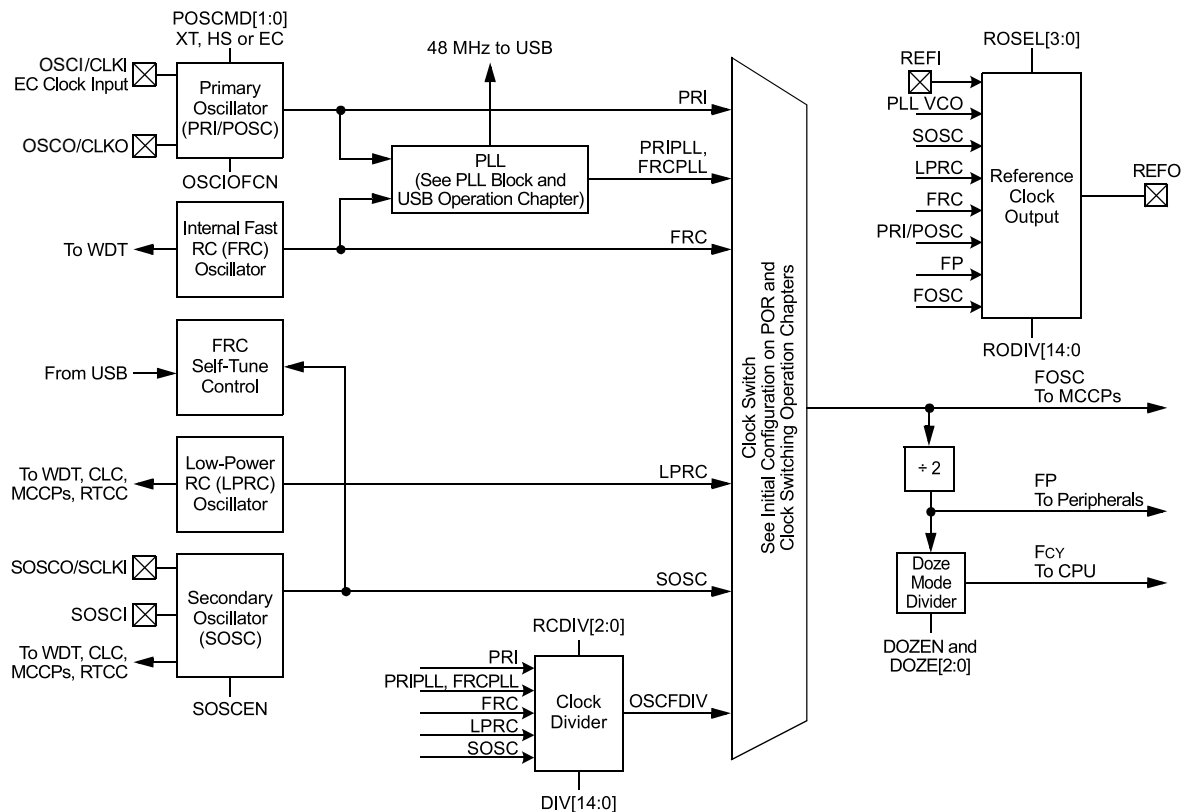 POSCMD[1:0]
XT, HS or EC
OSCI/CLKI
EC Clock Input
Primary
Oscillator
(PRI/POSC)
OSCO/CLKO
OSCIOFCN
48 MHz to USB
PRI
PLL
(See PLL Block and
USB Operation Chapter)
PRIPLL,
FRCPLL
To WDT
Internal Fast
RC (FRC)
Oscillator
FRC
From USB
FRC
Self-Tune
Control
To WDT, CLC,
MCCPs, RTCC
Low-Power
RC (LPRC)
Oscillator
LPRC
SOSCO/SCLKI
SOSCI
To WDT, CLC,
MCCPs, RTCC
Secondary
Oscillator
(SOSC)
SOSCEN
SOSC
RCDIV[2:0]
PRI
PRIPLL, FRCPLL
FRC
LPRC
SOSC
Clock
Divider
OSCFDIV
DIV[14:0]
Clock Switch
See Initial Configuration on POR and
Clock Switching Operation Chapters
ROSEL[3:0]
REFI
PLL VCO
SOSC
LPRC
FRC
PRI/POSC
FP
FOSC
Reference
Clock
Output
REFO
RODIV[14:0
FOSC
To MCCPs
÷ 2
FP
To Peripherals
Doze
Mode
Divider
FCY
To CPU
DOZEN and
DOZE[2:0]